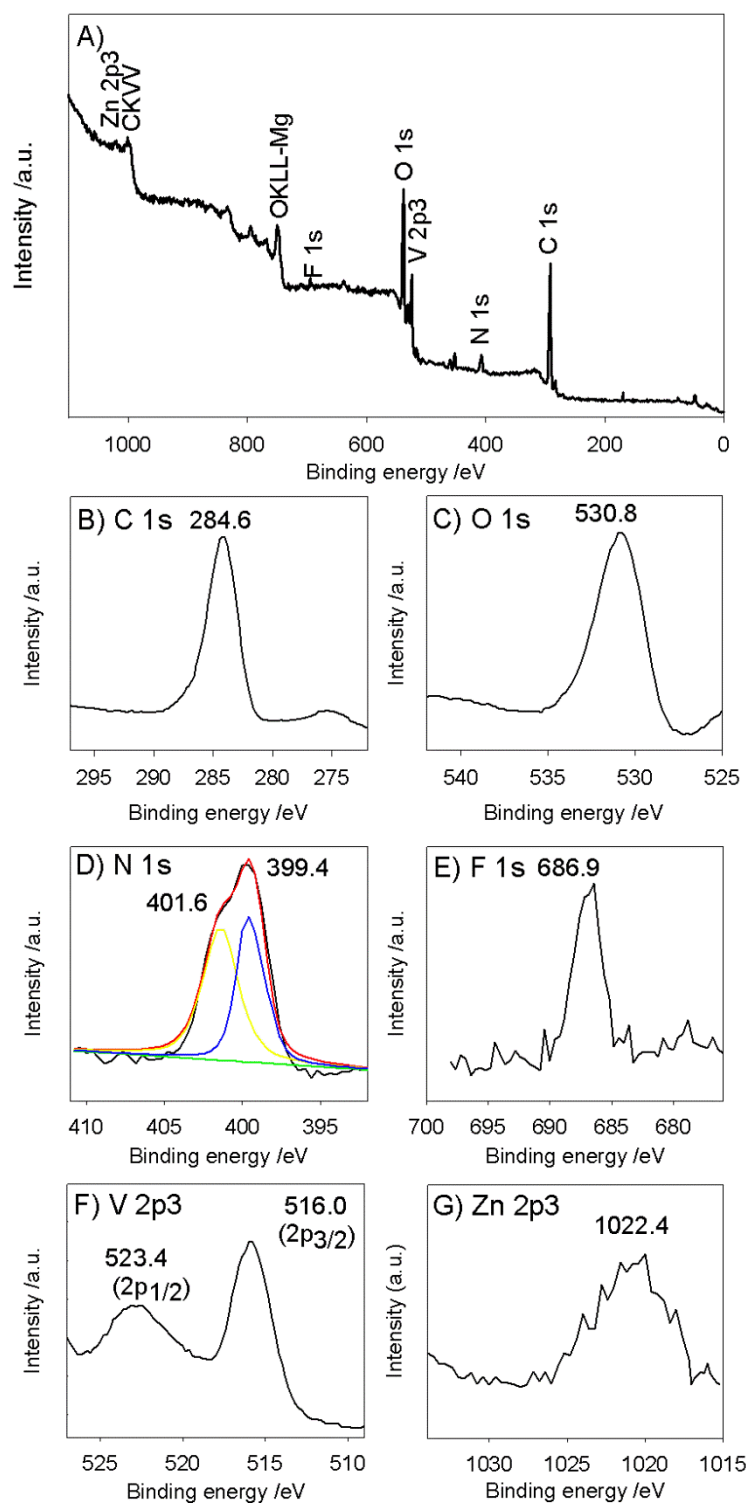 A)
Zn 2p3
CKVV
OKLL-Mg
F 1s
O 1s
V 2p3
N 1s
C 1s
Intensity /a.u.
1000 800 600 400 200 0
Binding energy /eV
B) C 1s 284.6
Intensity /a.u.
295 290 285 280 275
Binding energy /eV
C) O 1s 530.8
Intensity /a.u.
540 535 530 525
Binding energy /eV
D) N 1s
399.4
401.6
Intensity /a.u.
410 405 400 395
Binding energy /eV
E) F 1s 686.9
Intensity /a.u.
700 695 690 685 680
Binding energy /eV
F) V 2p3
516.0
(2p3/2)
523.4
(2p1/2)
Intensity /a.u.
525 520 515 510
Binding energy /eV
G) Zn 2p3
1022.4
Intensity (a.u.)
1030 1025 1020 1015
Binding energy /eV